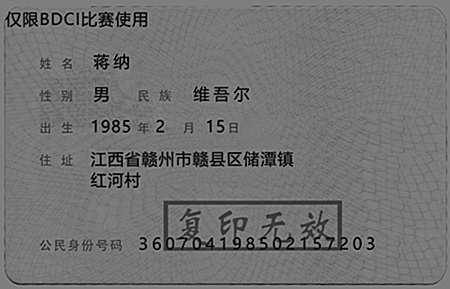 仅限BDCI比赛使用
姓名 蒋纳
性别 男 民族 维吾尔
出生 1985 年 2 月 15 日
住址 江西省赣州市赣县区储潭镇
红河村
复印无效
公民身份号码 360704198502157203